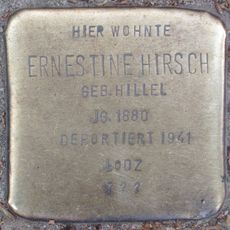 HIER WOHNTE
ERNESTINE HIRSCH
GEB. HILLEL
JG. 1880
DEPORTIERT 1941
LODZ
???